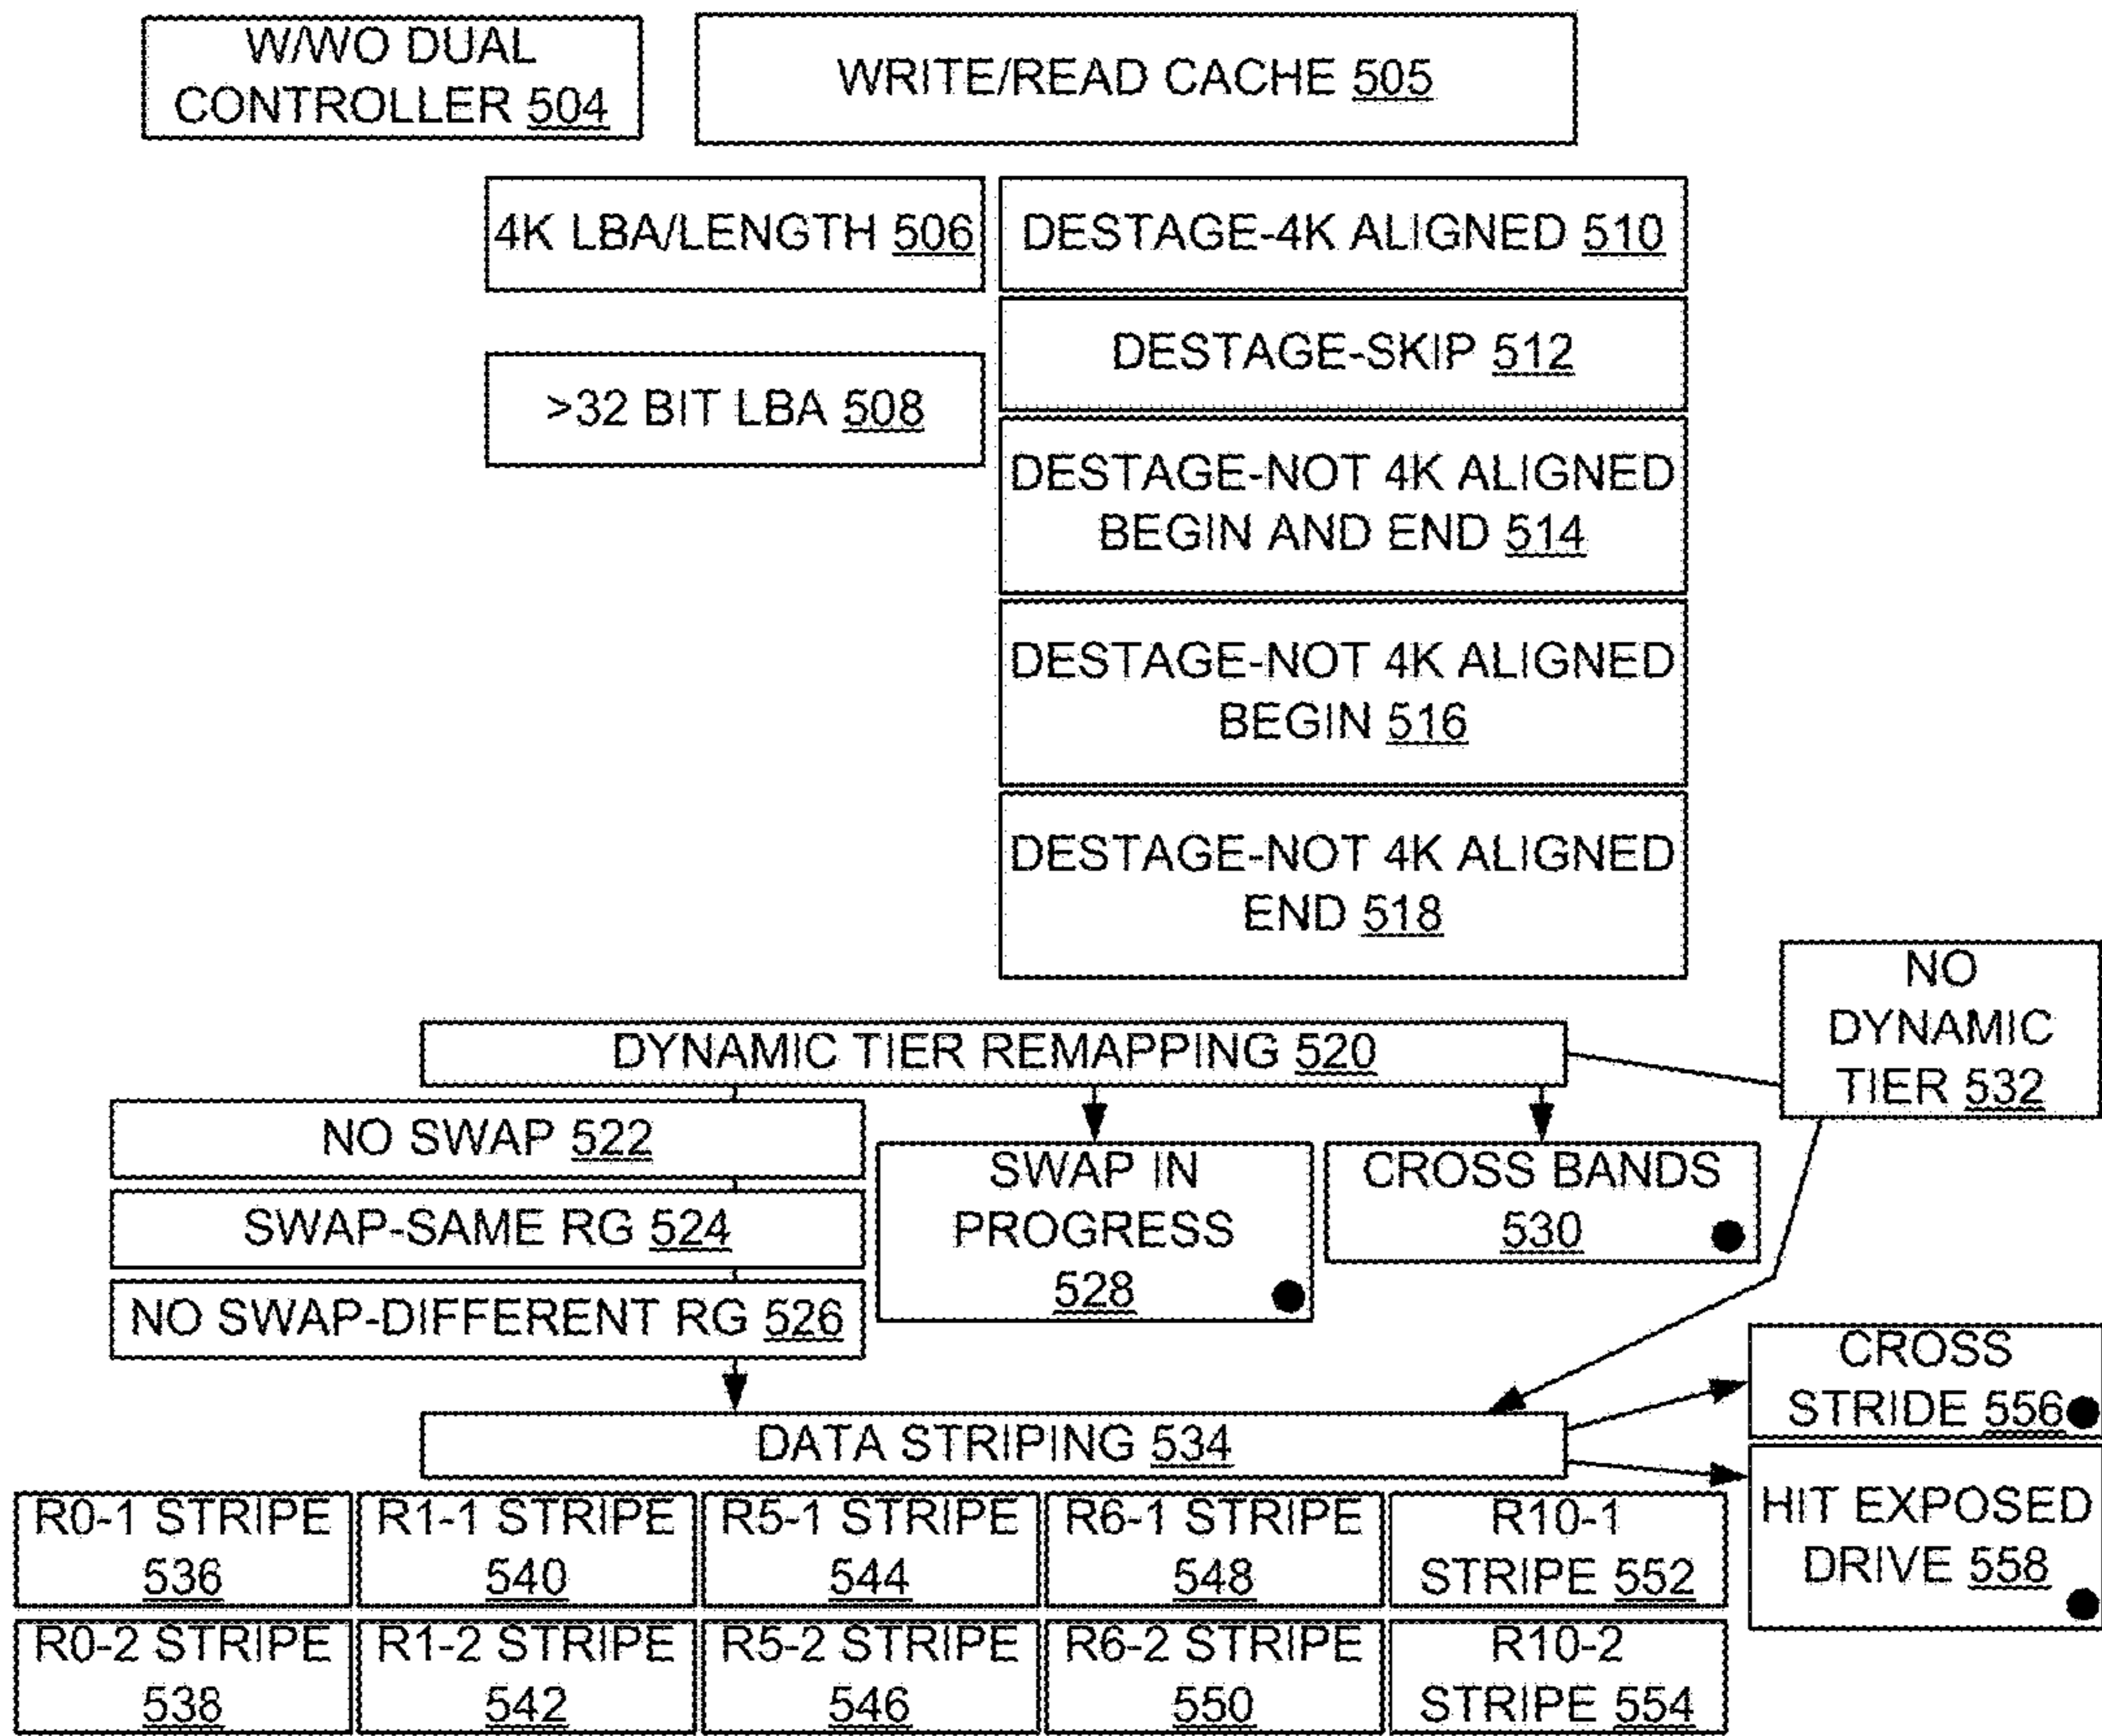 W/WO DUAL
CONTROLLER 504
WRITE/READ CACHE 505
4K LBA/LENGTH 506
DESTAGE-4K ALIGNED 510
DESTAGE-SKIP 512
>32 BIT LBA 508
DESTAGE-NOT 4K ALIGNED
BEGIN AND END 514
DESTAGE-NOT 4K ALIGNED
BEGIN 516
DESTAGE-NOT 4K ALIGNED
END 518
NO
DYNAMIC
TIER 532
DYNAMIC TIER REMAPPING 520
NO SWAP 522
SWAP-SAME RG 524
NO SWAP-DIFFERENT RG 526
SWAP IN
PROGRESS
528
CROSS BANDS
530
CROSS
STRIDE 556
DATA STRIPING 534
HIT EXPOSED
DRIVE 558
R0-1 STRIPE
536
R1-1 STRIPE
540
R5-1 STRIPE
544
R6-1 STRIPE
548
R10-1
STRIPE 552
R0-2 STRIPE
538
R1-2 STRIPE
542
R5-2 STRIPE
546
R6-2 STRIPE
550
R10-2
STRIPE 554